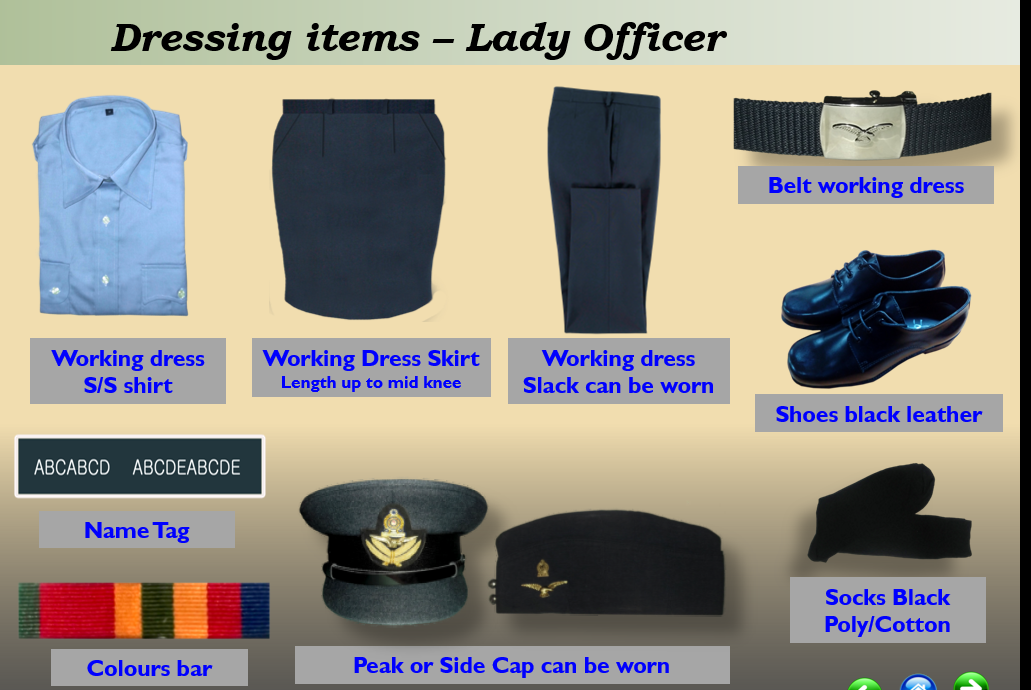 Dressing items – Lady Officer
Belt working dress
Working dress
S/S shirt
Working Dress Skirt
Length up to mid knee
Working dress
Slack can be worn
Shoes black leather
ABCABCD ABCDEABCDE
Name Tag
Socks Black
Poly/Cotton
Colours bar
Peak or Side Cap can be worn